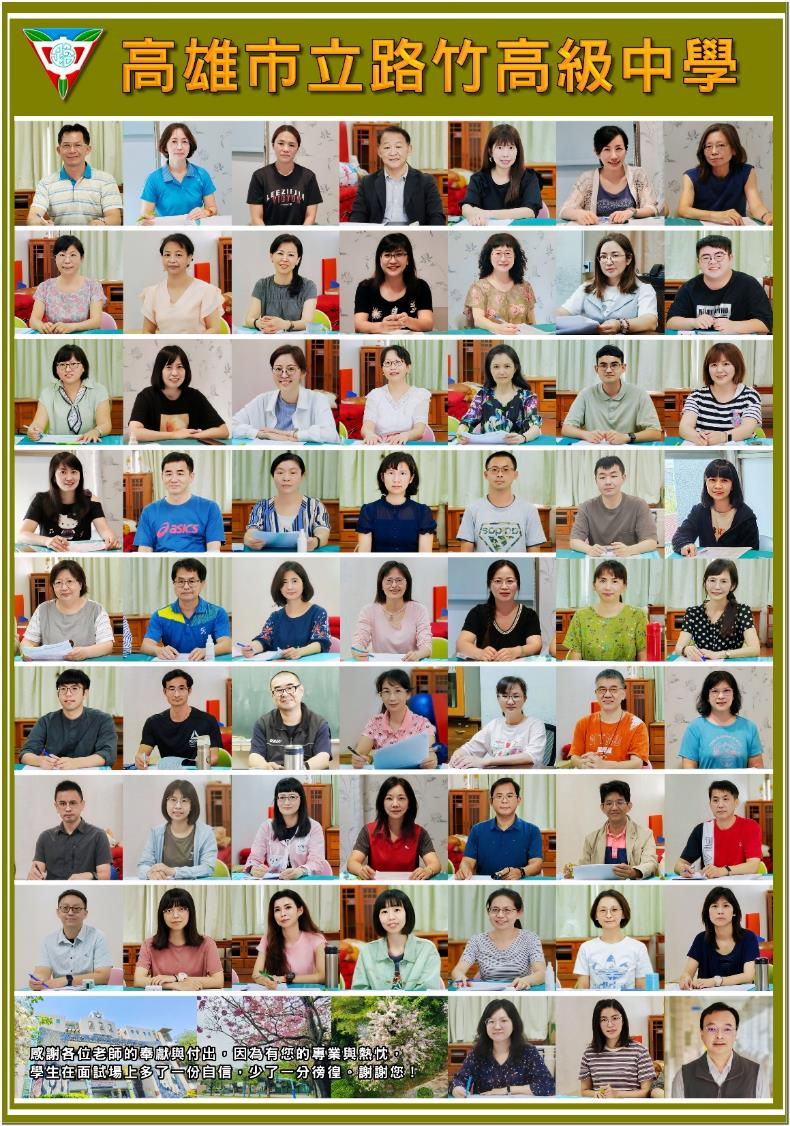 高雄市立路竹高級中學
asics
感謝各位老師的奉獻與付出，因為有您的專業與熱忱，
學生在面試場上多了一份自信，少了一分徬徨。謝謝您！